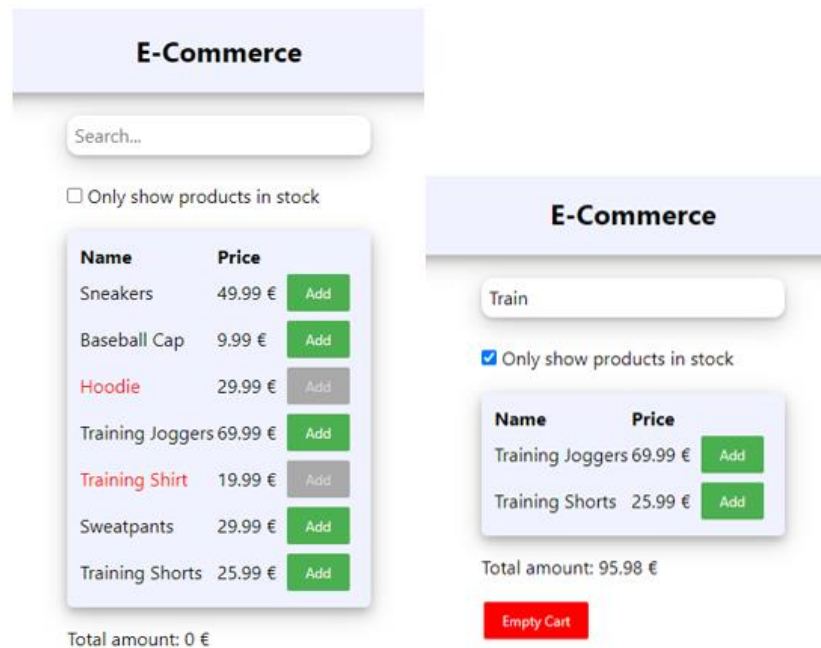 E-Commerce
Search...
Only show products in stock
Name Price
Sneakers 49.99 € Add
Baseball Cap 9.99 € Add
Hoodie 29.99 € Add
Training Joggers 69.99 € Add
Training Shirt 19.99 € Add
Sweatpants 29.99 € Add
Training Shorts 25.99 € Add
Total amount: 0 €
E-Commerce
Train
Only show products in stock
Name Price
Training Joggers 69.99 € Add
Training Shorts 25.99 € Add
Total amount: 95.98 €
Empty Cart